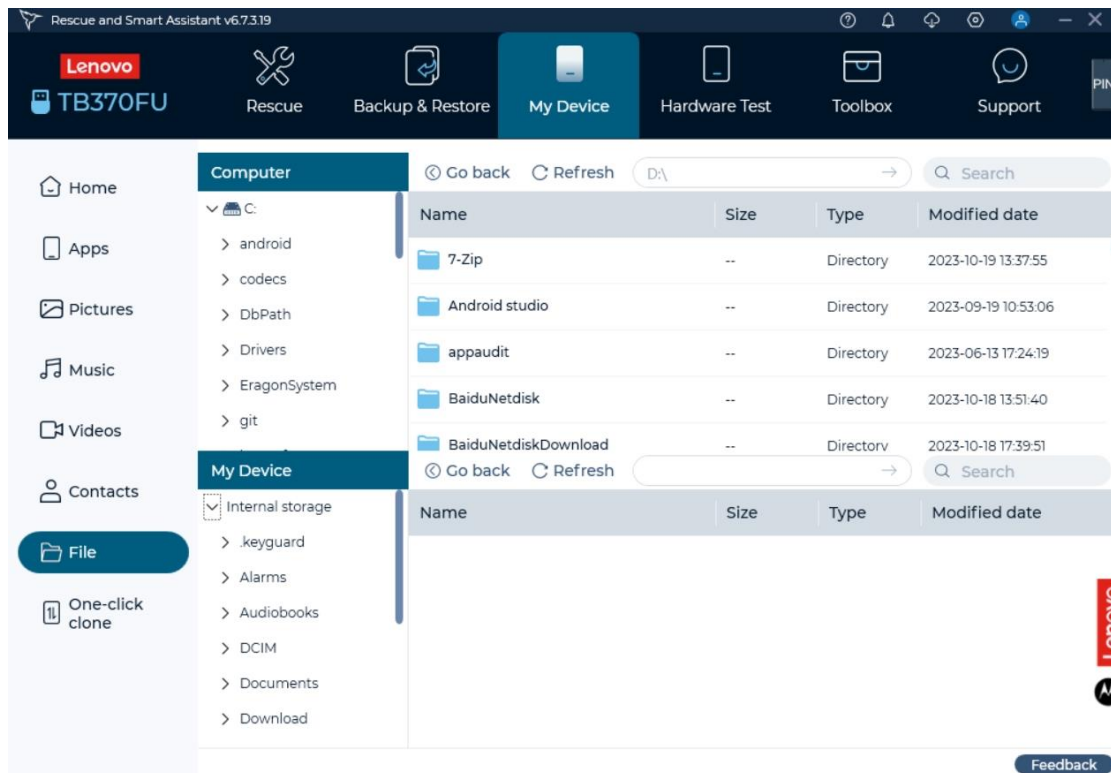 Rescue and Smart Assistant v6.7.3.19
Lenovo
TB370FU
Rescue
Backup & Restore
My Device
Hardware Test
Toolbox
Support
PIN
Home
Apps
Pictures
Music
Videos
Contacts
File
One-click
clone
Computer
C:
android
codecs
DbPath
Drivers
EragonSystem
git
Go back Refresh D:\ Search
Name Size Type Modified date
7-Zip -- Directory 2023-10-19 13:37:55
Android studio -- Directory 2023-09-19 10:53:06
appaudit -- Directory 2023-06-13 17:24:19
BaiduNetdisk -- Directory 2023-10-18 13:51:40
BaiduNetdiskDownload -- Directory 2023-10-18 17:39:51
My Device
Internal storage
.keyguard
Alarms
Audiobooks
DCIM
Documents
Download
Go back Refresh Search
Name Size Type Modified date
Lenovo
Feedback